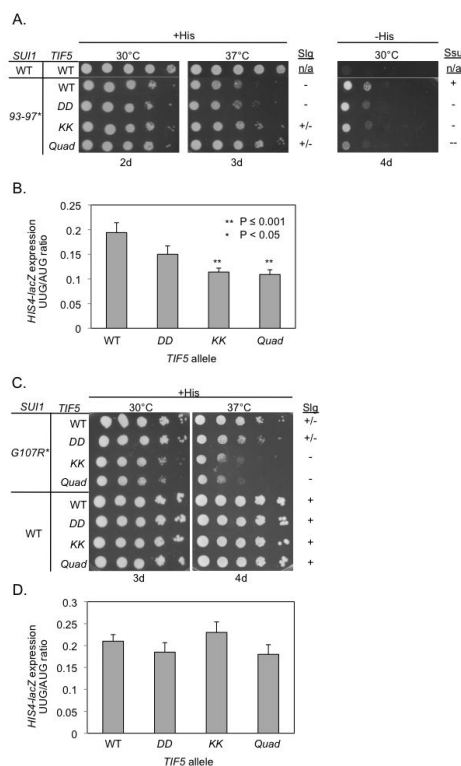 A.
+His
-His
SUI1 TIF5 30°C 37°C Slg 30°C Ssu
WT WT n/a n/a
93-97* WT - +
DD - -
KK +/- -
Quad +/- --
2d 3d 4d
B.
HIS4-lacZ expression
UUG/AUG ratio
0.25
0.2
0.15
0.1
0.05
0
** P ≤ 0.001
* P < 0.05
** **
WT DD KK Quad
TIF5 allele
C.
+His
SUI1 TIF5 30°C 37°C Slg
G107R* WT +/-
DD +/-
KK -
Quad -
WT WT +
DD +
KK +
Quad +
3d 4d
D.
HIS4-lacZ expression
UUG/AUG ratio
0.3
0.25
0.2
0.15
0.1
0.05
0
WT DD KK Quad
TIF5 allele